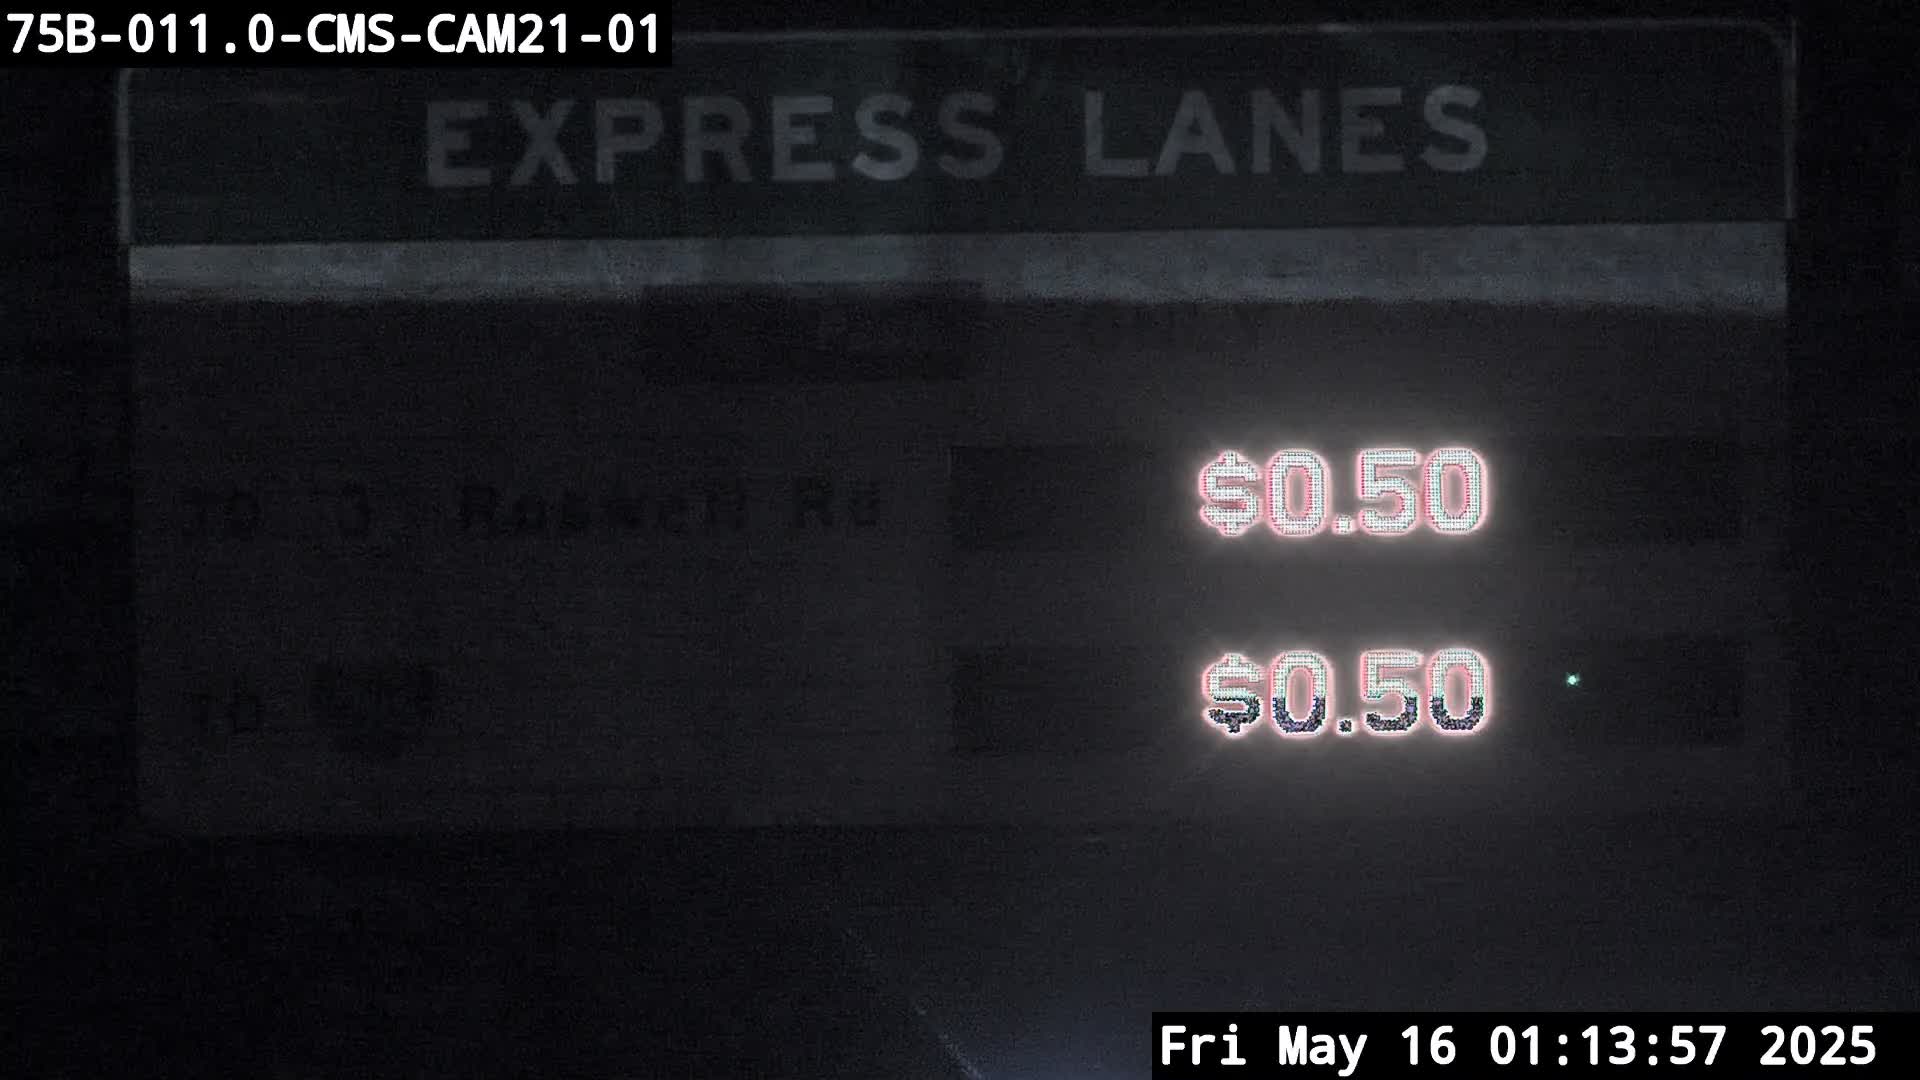 75B-011.0-CMS-CAM21-01
EXPRESS LANES
$0.50
$0.50
Fri May 16 01:13:57 2025